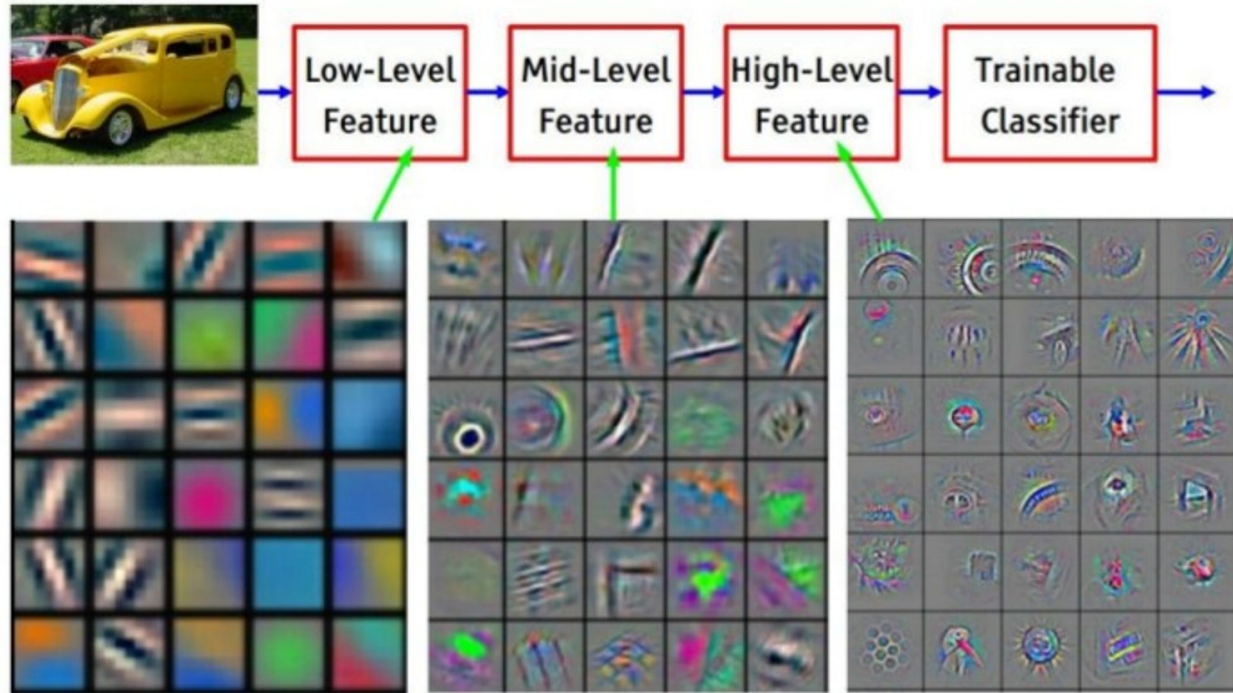 Low-Level
Feature
Mid-Level
Feature
High-Level
Feature
Trainable
Classifier